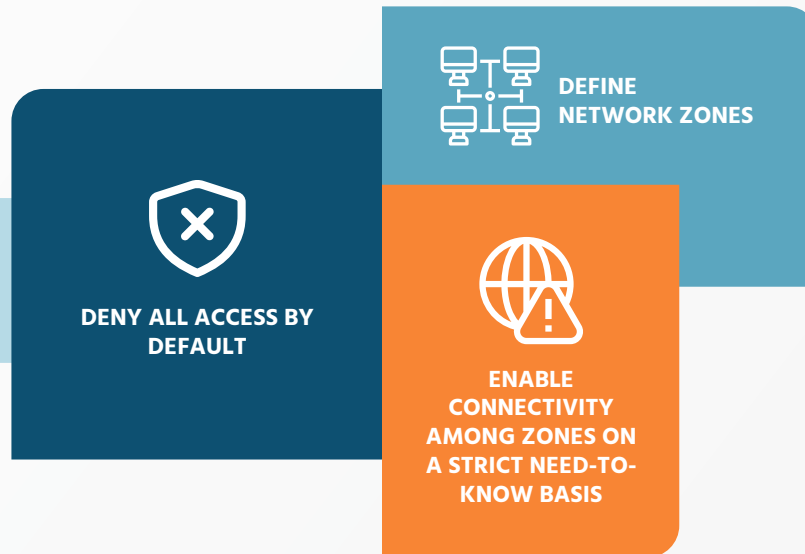 DEFINE
NETWORK ZONES
DENY ALL ACCESS BY
DEFAULT
ENABLE
CONNECTIVITY
AMONG ZONES ON
A STRICT NEED-TO-
KNOW BASIS